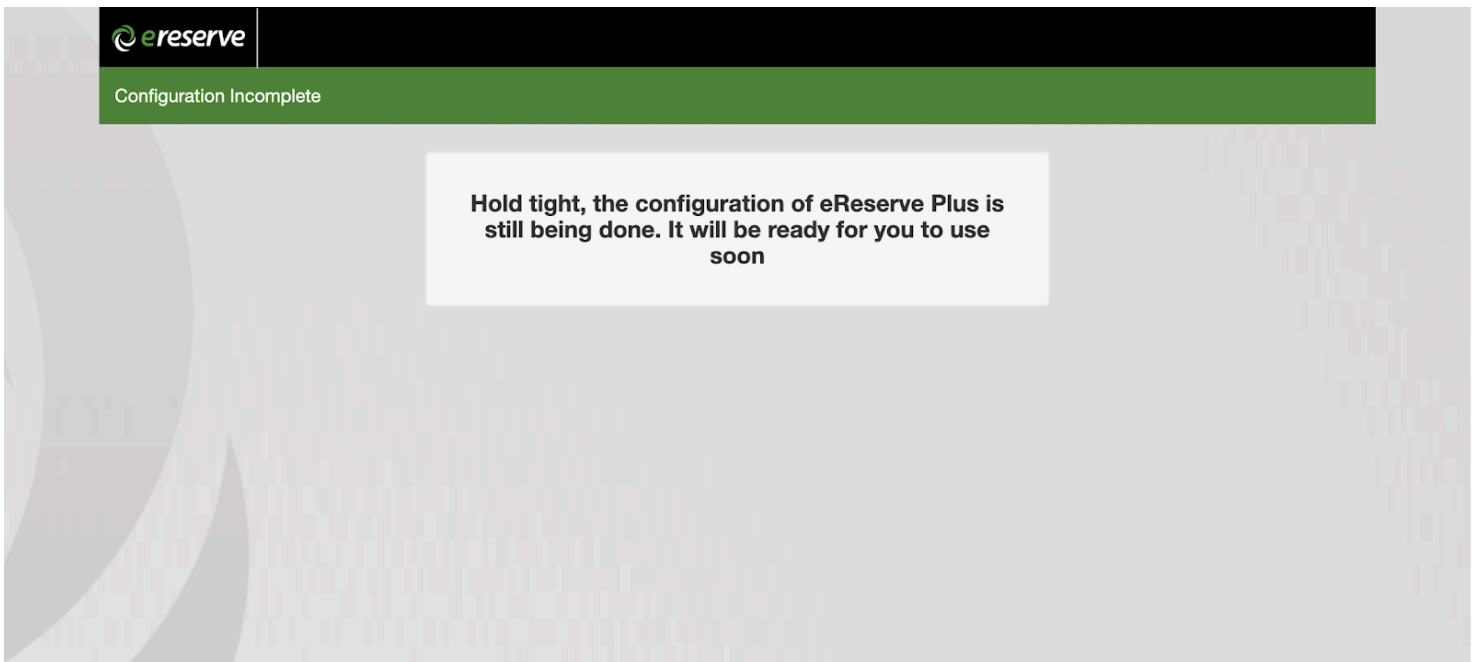 ereserve
Configuration Incomplete
Hold tight, the configuration of eReserve Plus is
still being done. It will be ready for you to use
soon